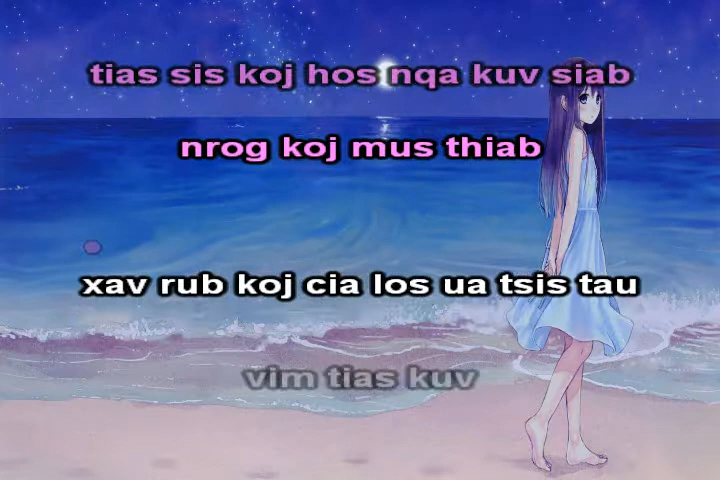 tias sis koj hos nqa kuv siab
nrog koj mus thiab
xav rub koj cia los ua tsis tau
vim tias kuv